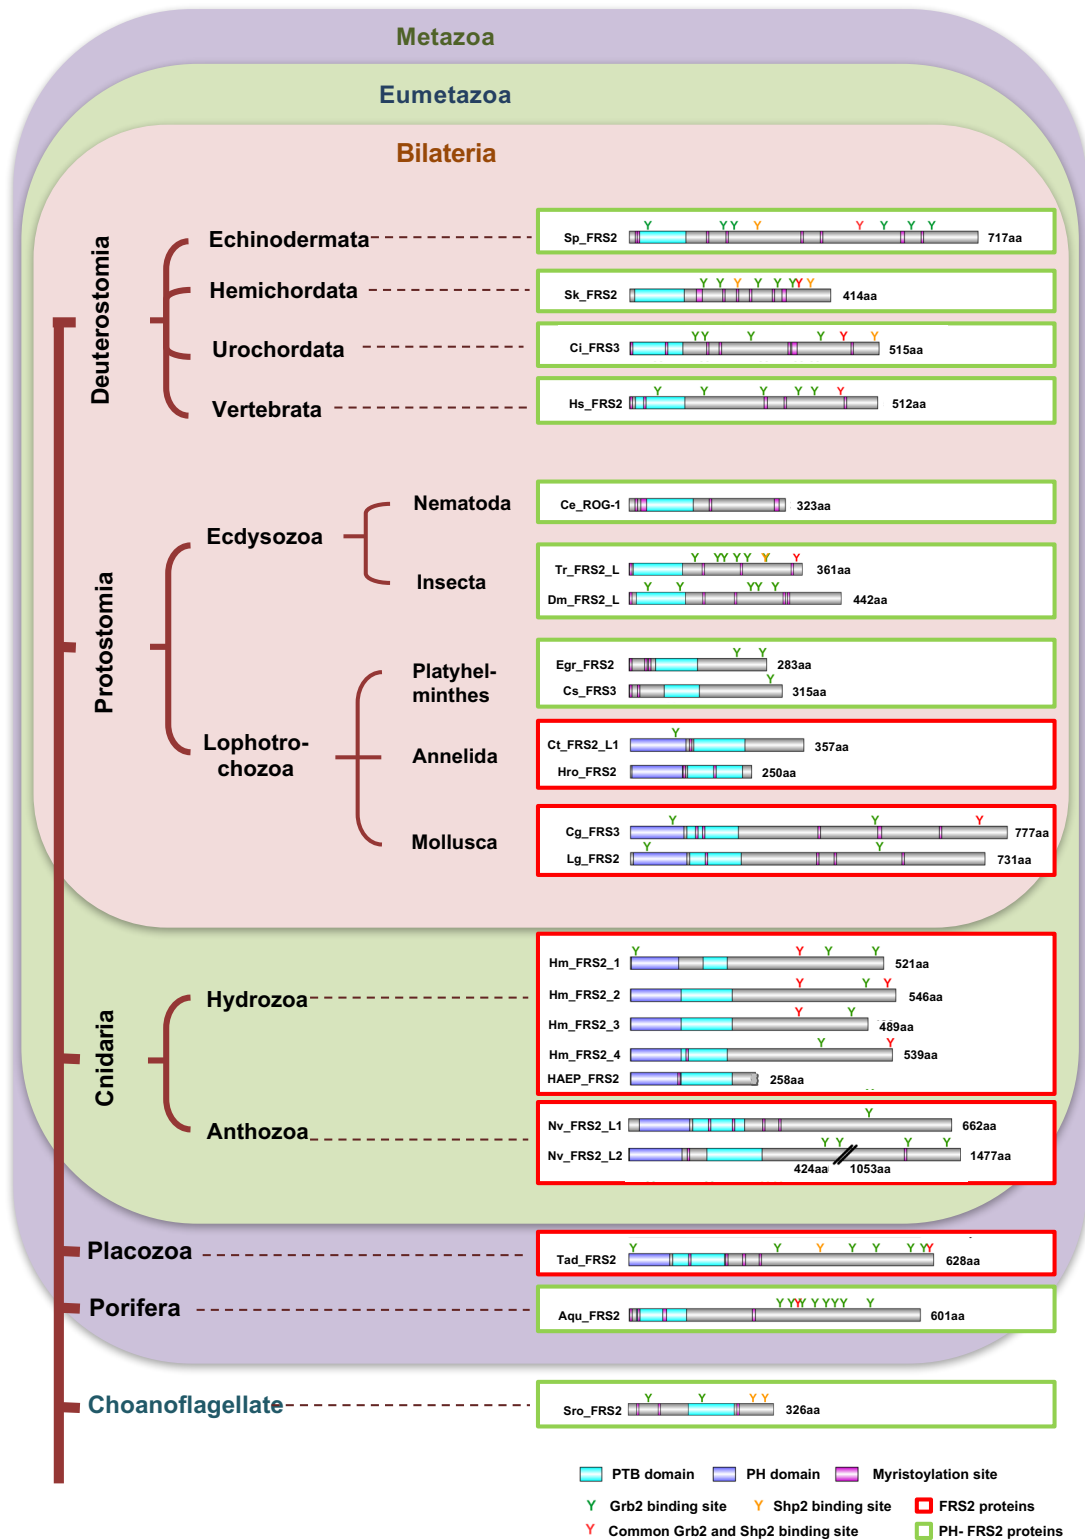 Metazoa
Eumetazoa
Bilateria
Deuterostomia
Echinodermata
Sp_FRS2
717aa
Hemichordata
Sk_FRS2
414aa
Urochordata
Ci_FRS3
515aa
Vertebrata
Hs_FRS2
512aa
Protostomia
Ecdysozoa
Nematoda
Ce_ROG-1
323aa
Insecta
Tr_FRS2_L
361aa
Dm_FRS2_L
442aa
Lophotro-
chozoa
Platyhel-
minthes
Egr_FRS2
283aa
Cs_FRS3
315aa
Annelida
Ct_FRS2_L1
357aa
Hro_FRS2
250aa
Mollusca
Cg_FRS3
777aa
Lg_FRS2
731aa
Cnidaria
Hydrozoa
Hm_FRS2_1
521aa
Hm_FRS2_2
546aa
Hm_FRS2_3
489aa
Hm_FRS2_4
539aa
HAEP_FRS2
258aa
Anthozoa
Nv_FRS2_L1
662aa
Nv_FRS2_L2
424aa
1053aa
1477aa
Placozoa
Tad_FRS2
628aa
Porifera
Aqu_FRS2
601aa
Choanoflagellate
Sro_FRS2
326aa
PTB domain
PH domain
Myristoylation site
Y Grb2 binding site
Y Shp2 binding site
FRS2 proteins
Y Common Grb2 and Shp2 binding site
PH- FRS2 proteins